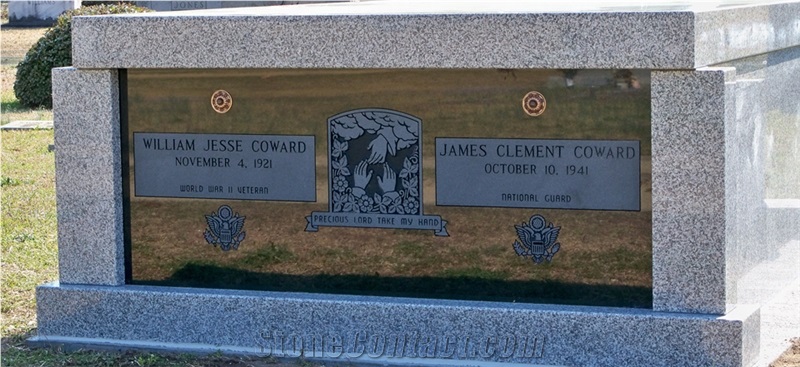 JONES
WILLIAM JESSE COWARD
NOVEMBER 4, 1921
WORLD WAR II VETERAN
PRECIOUS LORD TAKE MY HAND
JAMES CLEMENT COWARD
OCTOBER 10, 1941
NATIONAL GUARD
StoneContact.com